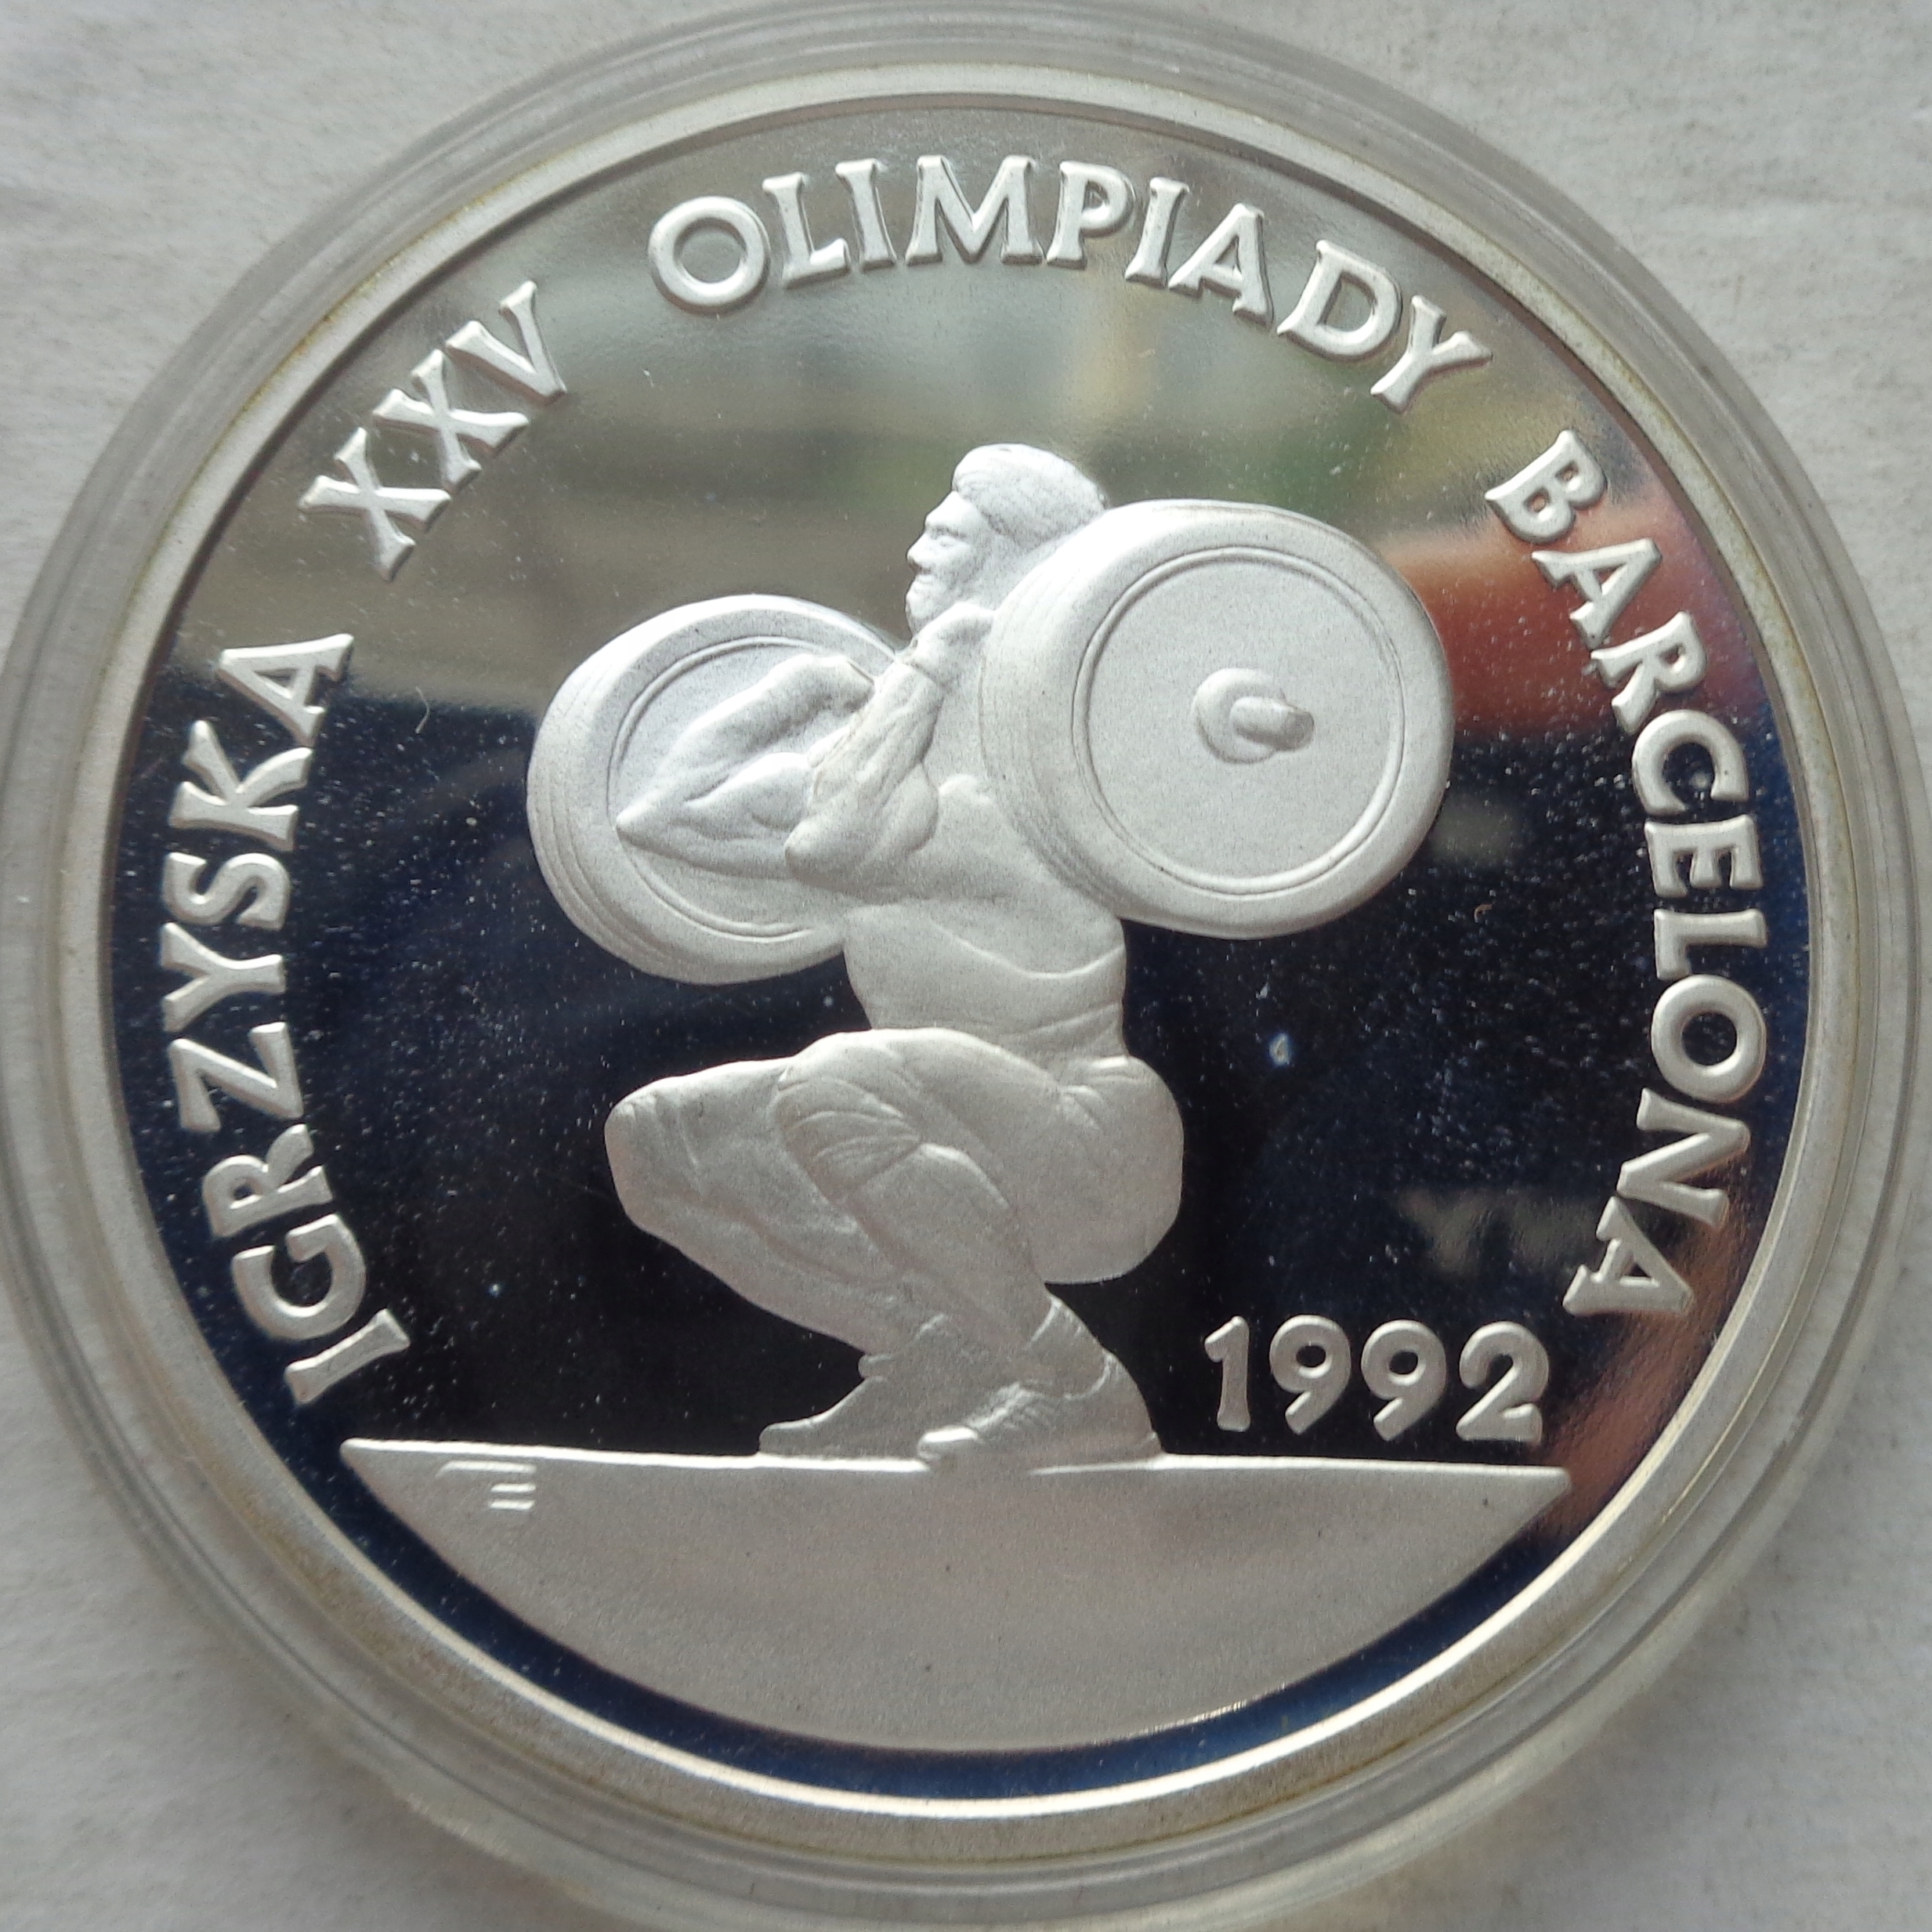 IGRZYSKA XXV OLIMPIADY BARCELONA
1992